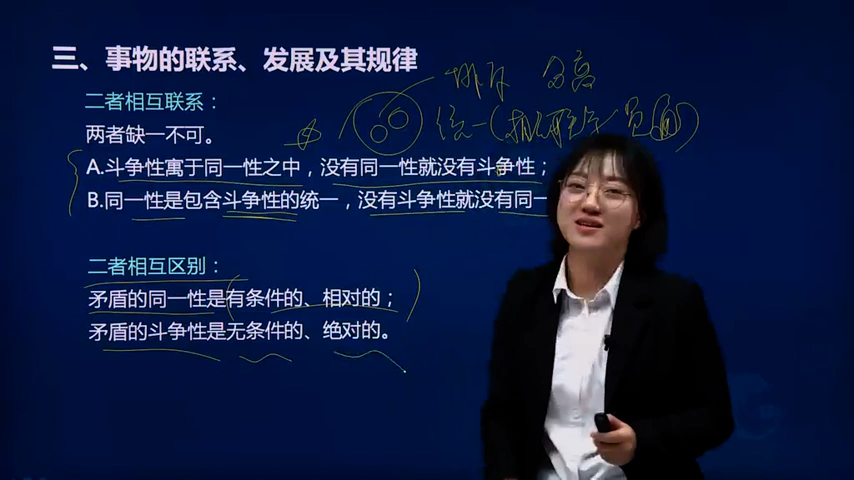 三、事物的联系、发展及其规律
二者相互联系：
排斥 分离
两者缺一不可。
统一(
A.斗争性寓于同一性之中，没有同一性就没有斗争性；
B.同一性是包含斗争性的统一，没有斗争性就没有同一
二者相互区别：
矛盾的同一性是有条件的、相对的；
矛盾的斗争性是无条件的、绝对的。